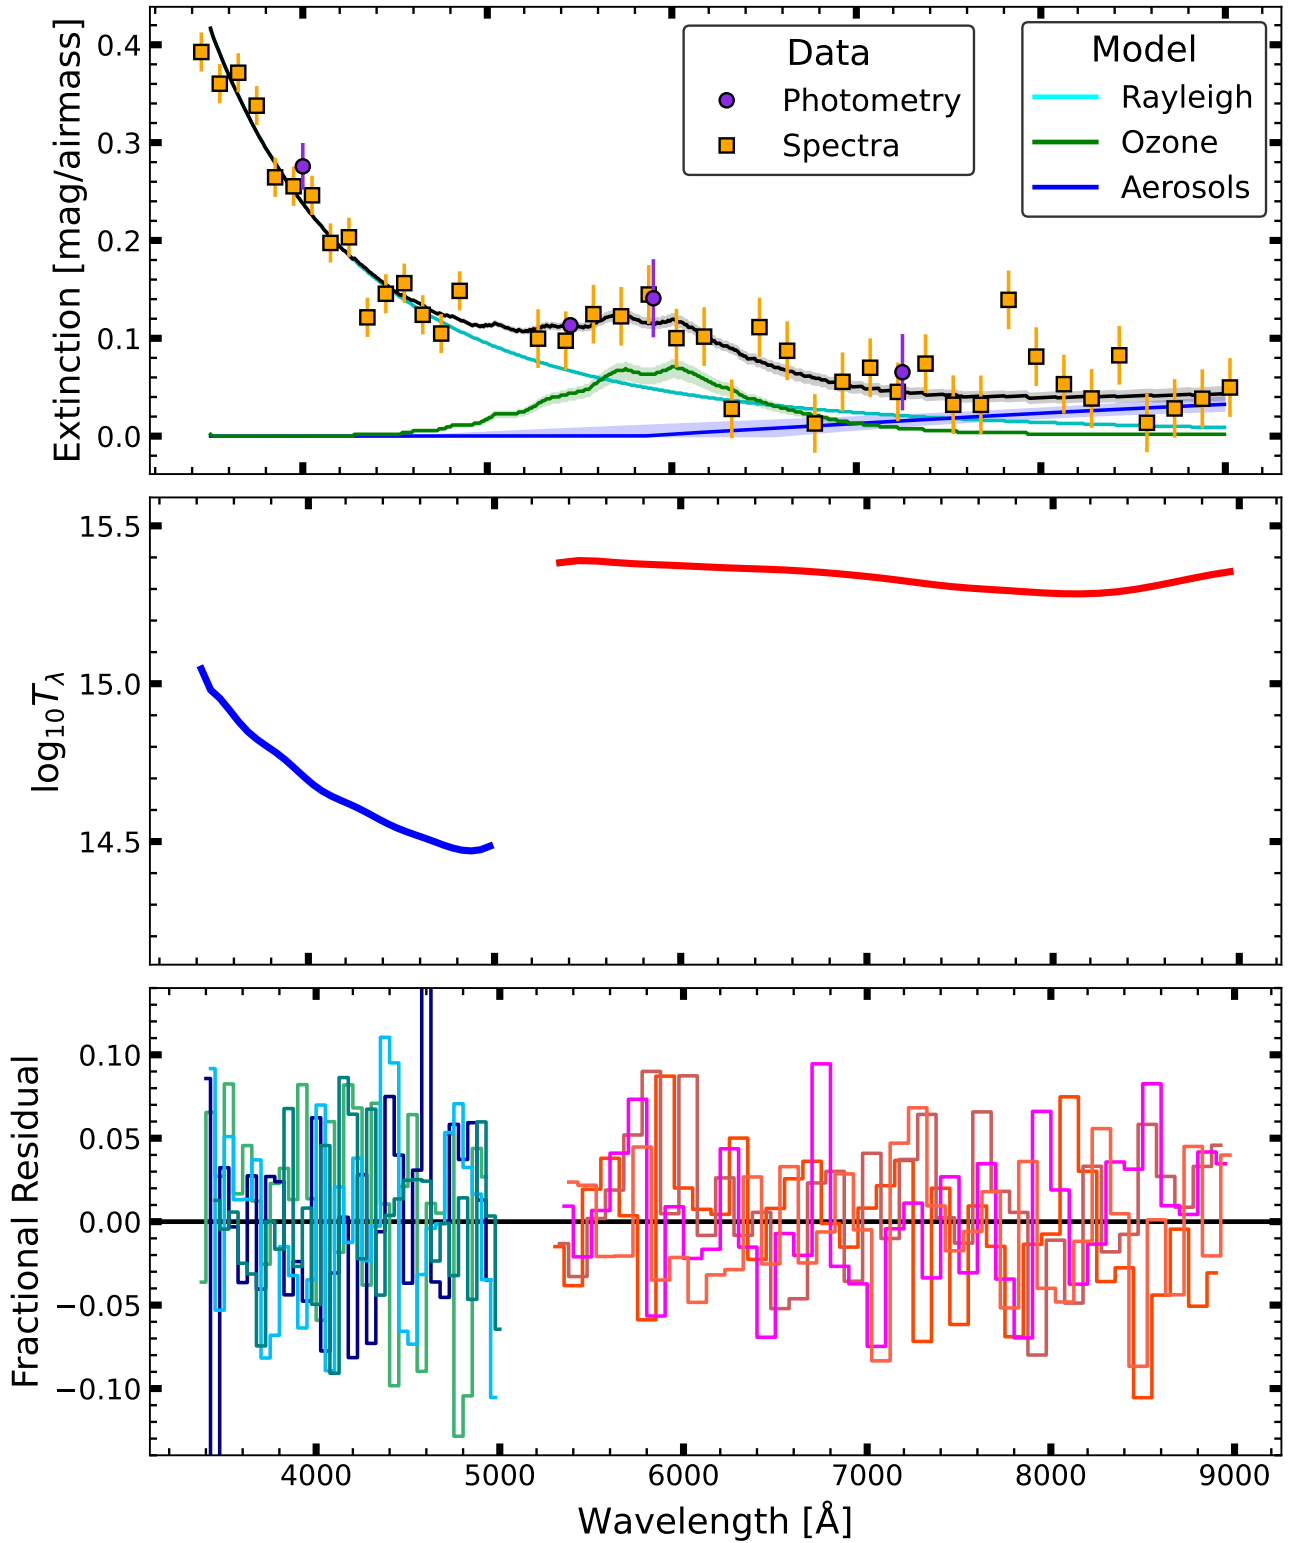 Extinction [mag/airmass]
0.4
0.3
0.2
0.1
0.0
Data
Photometry
Spectra
Model
Rayleigh
Ozone
Aerosols
log₁₀T_λ
15.5
15.0
14.5
Fractional Residual
0.10
0.05
0.00
−0.05
−0.10
4000 5000 6000 7000 8000 9000
Wavelength [Å]